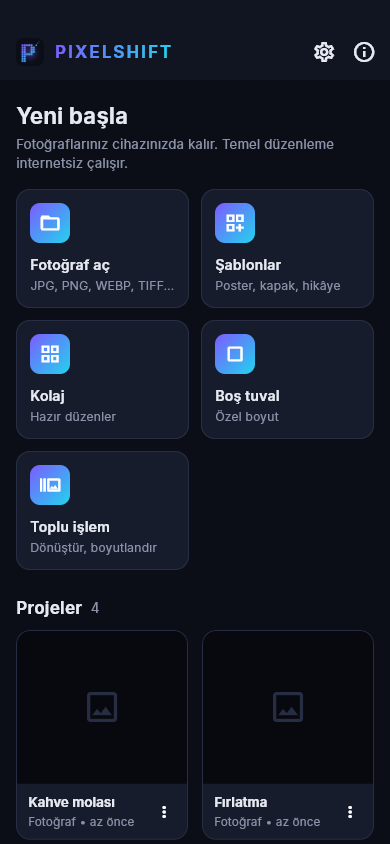 PIXELSHIFT
Yeni başla
Fotoğraflarınız cihazınızda kalır. Temel düzenleme
internetsiz çalışır.
Fotoğraf aç
JPG, PNG, WEBP, TIFF...
Şablonlar
Poster, kapak, hikâye
Kolaj
Hazır düzenler
Boş tuval
Özel boyut
Toplu işlem
Dönüştür, boyutlandır
Projeler 4
Kahve molası
Fotoğraf • az önce
Fırlatma
Fotoğraf • az önce